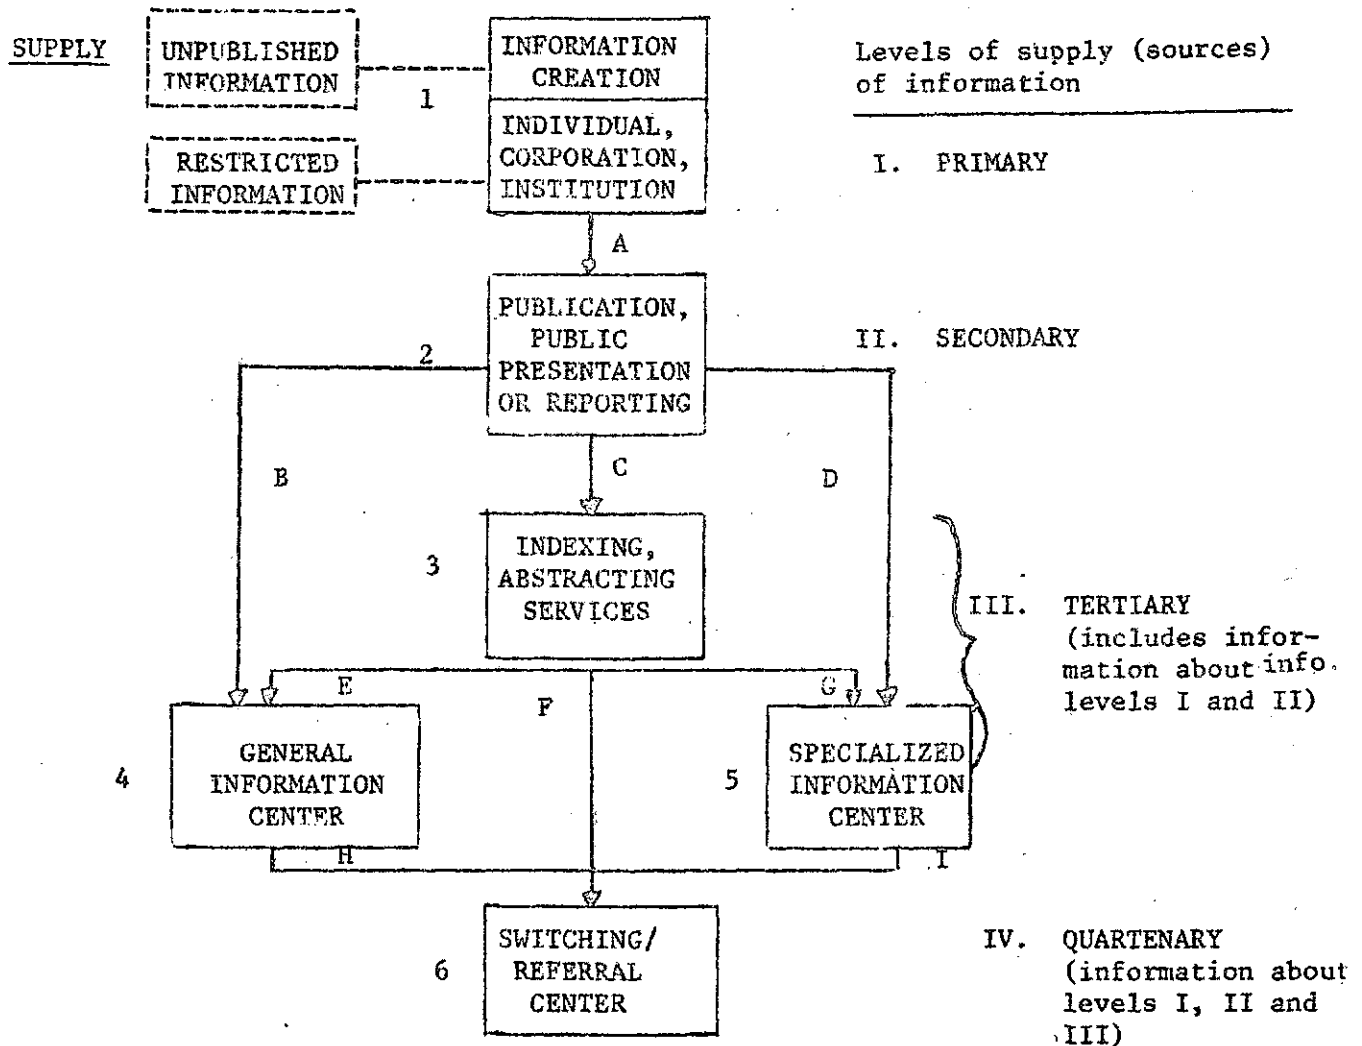 SUPPLY
UNPUBLISHED
INFORMATION
1
INFORMATION
CREATION
Levels of supply (sources)
of information
RESTRICTED
INFORMATION
INDIVIDUAL,
CORPORATION,
INSTITUTION
I. PRIMARY
A
PUBLICATION,
PUBLIC
PRESENTATION
OR REPORTING
2
II. SECONDARY
B
C
D
3
INDEXING,
ABSTRACTING
SERVICES
III. TERTIARY
(includes infor-
mation about info.
levels I and II)
E
F
G
4
GENERAL
INFORMATION
CENTER
5
SPECIALIZED
INFORMATION
CENTER
H
I
6
SWITCHING/
REFERRAL
CENTER
IV. QUARTENARY
(information about
levels I, II and
III)